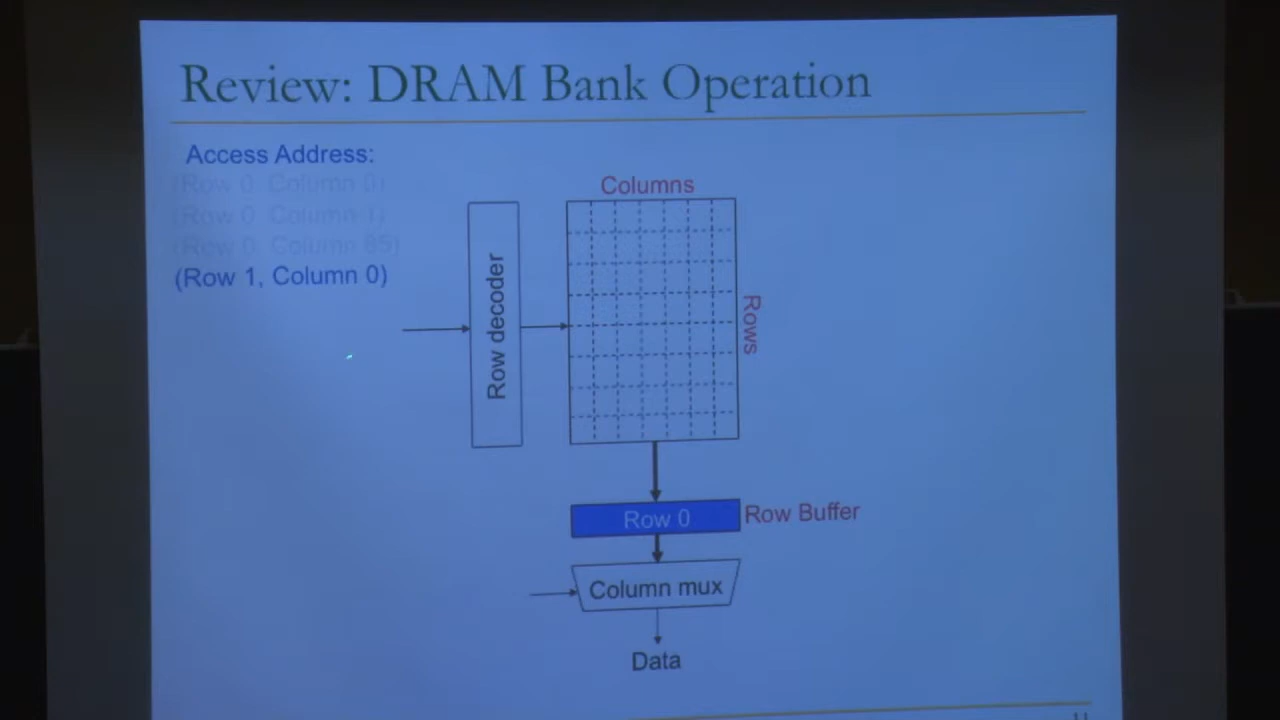 Review: DRAM Bank Operation
Access Address:
(Row 0, Column 0)
(Row 0, Column 1)
(Row 0, Column 85)
(Row 1, Column 0)
Columns
Row decoder
Rows
Row 0
Row Buffer
Column mux
Data